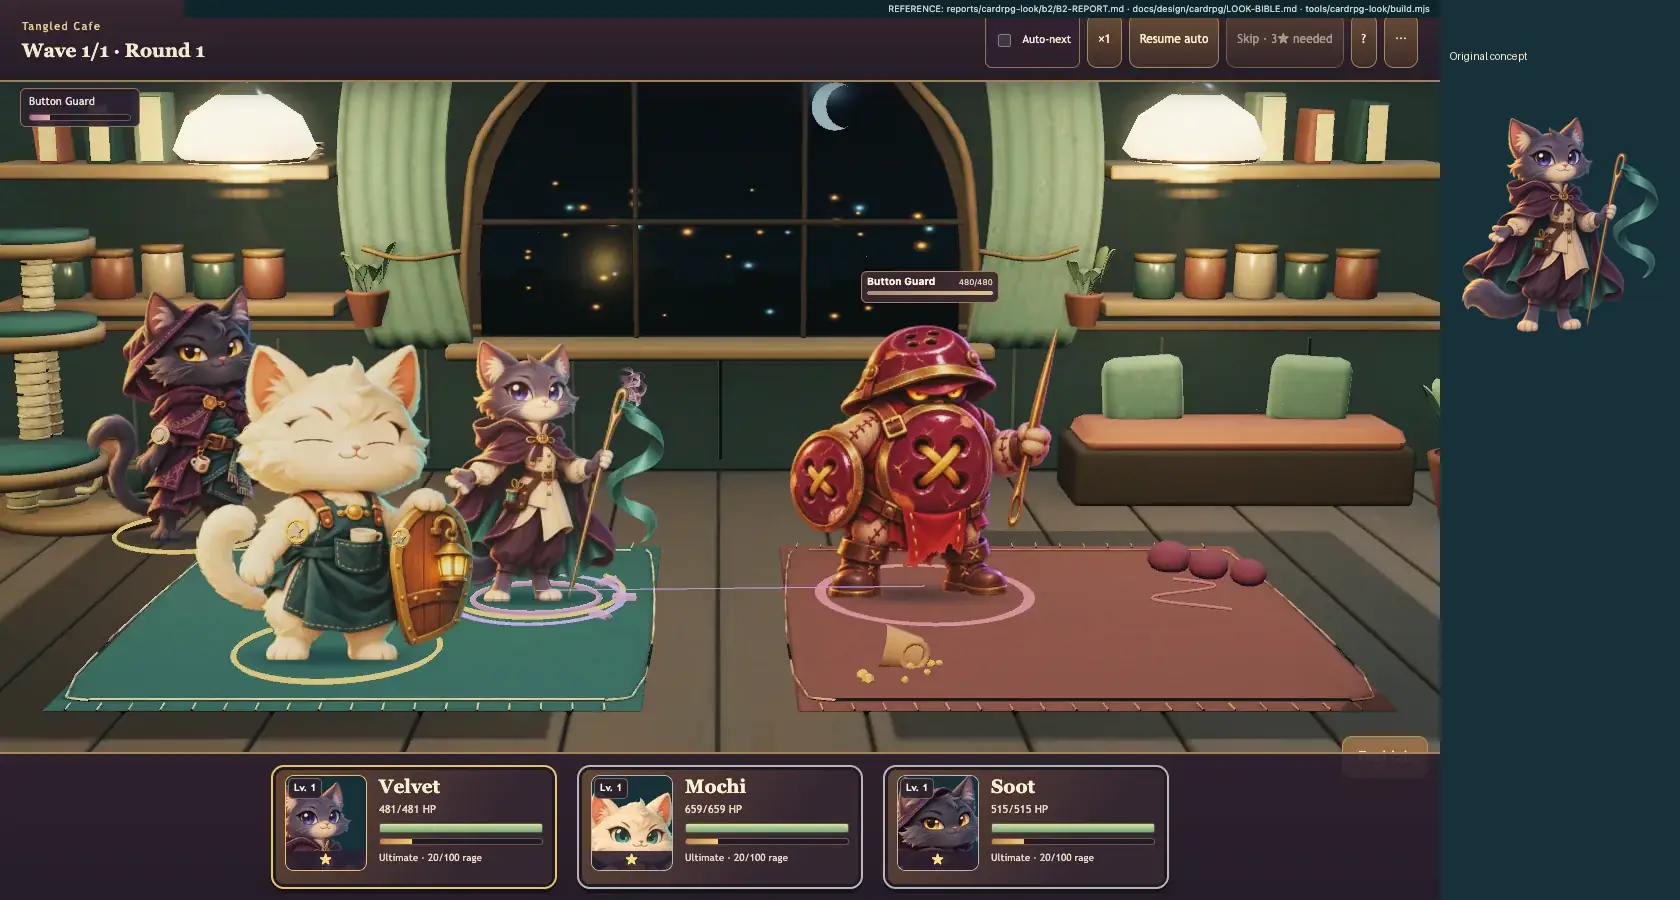 REFERENCE: reports/cardrpg-look/b2/B2-REPORT.md · docs/design/cardrpg/LOOK-BIBLE.md · tools/cardrpg-look/build.mjs
Tangled Cafe
Wave 1/1 · Round 1
Auto-next
×1
Resume auto
Skip · 3★ needed
?
...
Original concept
Button Guard
Button Guard 480/480
Lv. 1
Velvet
481/481 HP
Ultimate · 20/100 rage
Lv. 1
Mochi
659/659 HP
Ultimate · 20/100 rage
Lv. 1
Soot
515/515 HP
Ultimate · 20/100 rage